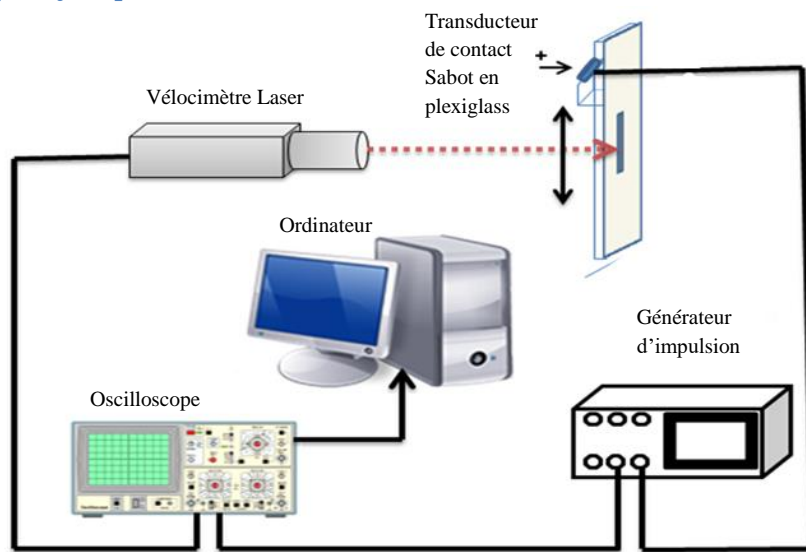 Transducteur
de contact
Sabot en
plexiglass
+
Vélocimètre Laser
Ordinateur
Générateur
d'impulsion
Oscilloscope